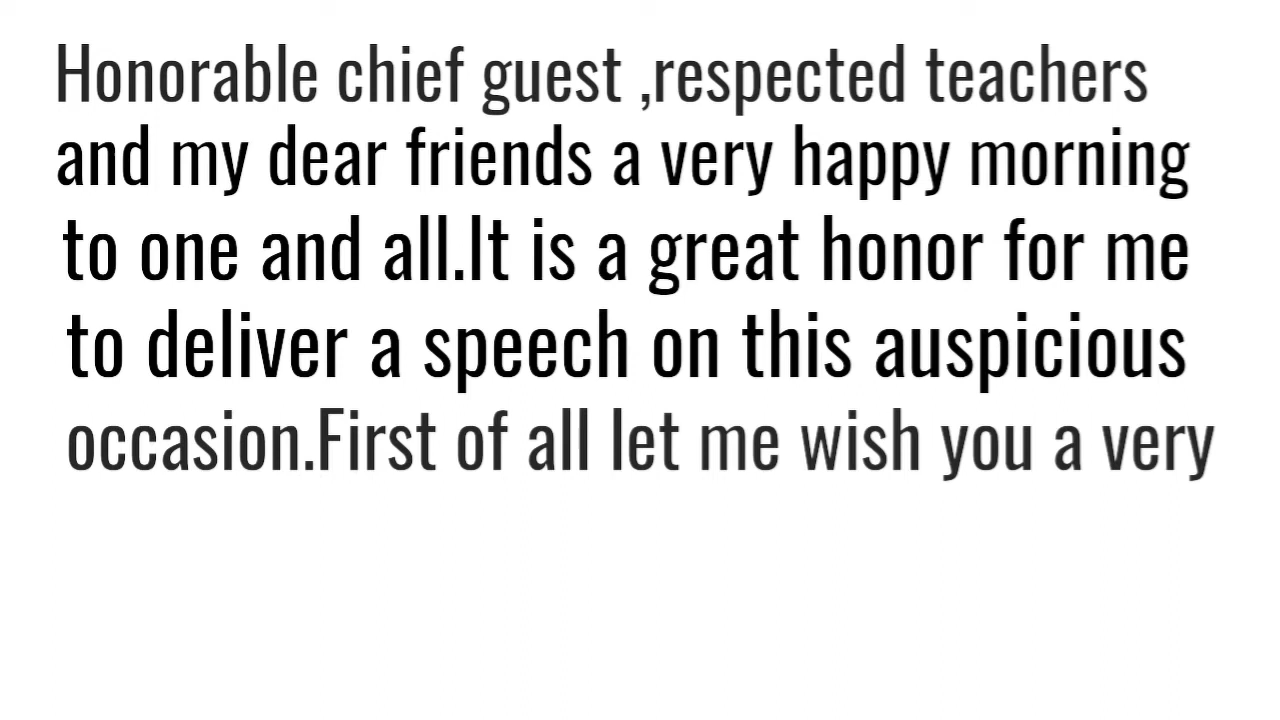 Honorable chief guest ,respected teachers
and my dear friends a very happy morning
to one and all.It is a great honor for me
to deliver a speech on this auspicious
occasion.First of all let me wish you a very